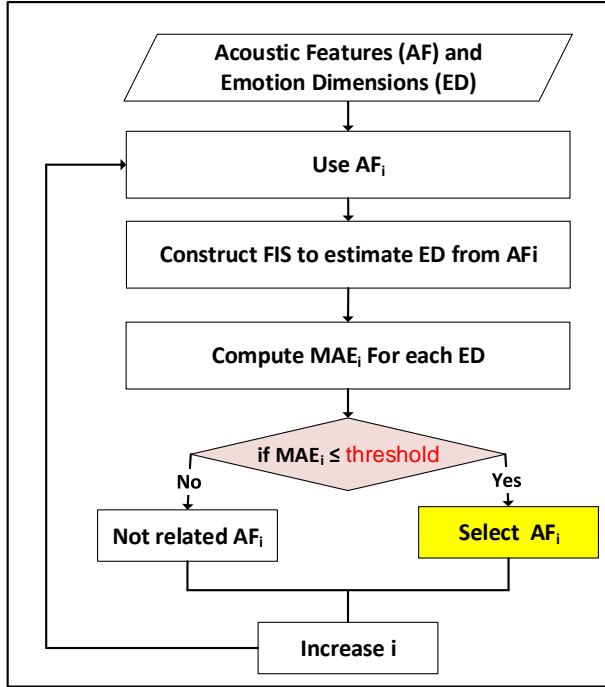 Acoustic Features (AF) and
Emotion Dimensions (ED)
Use AFᵢ
Construct FIS to estimate ED from AFi
Compute MAEᵢ For each ED
if MAEᵢ ≤ threshold
No
Yes
Not related AFᵢ
Select AFᵢ
Increase i